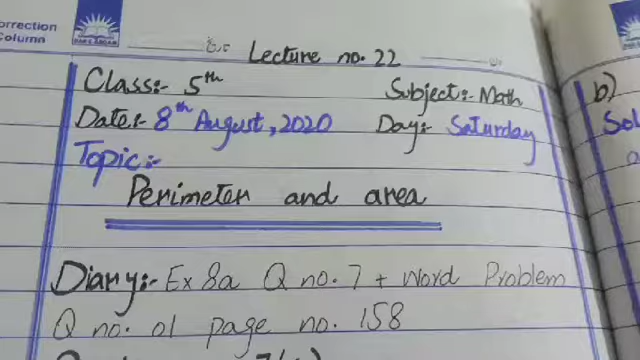 orrection
Column
Lecture no. 22
Class:- 5th
Subject:- Math
Date:- 8th August, 2020
Day:- Saturday
Topic:-
Perimeter and area
Diary:- Ex 8a Q no. 7 + Word Problem
Q no. 01 page no. 158
b)
Sol